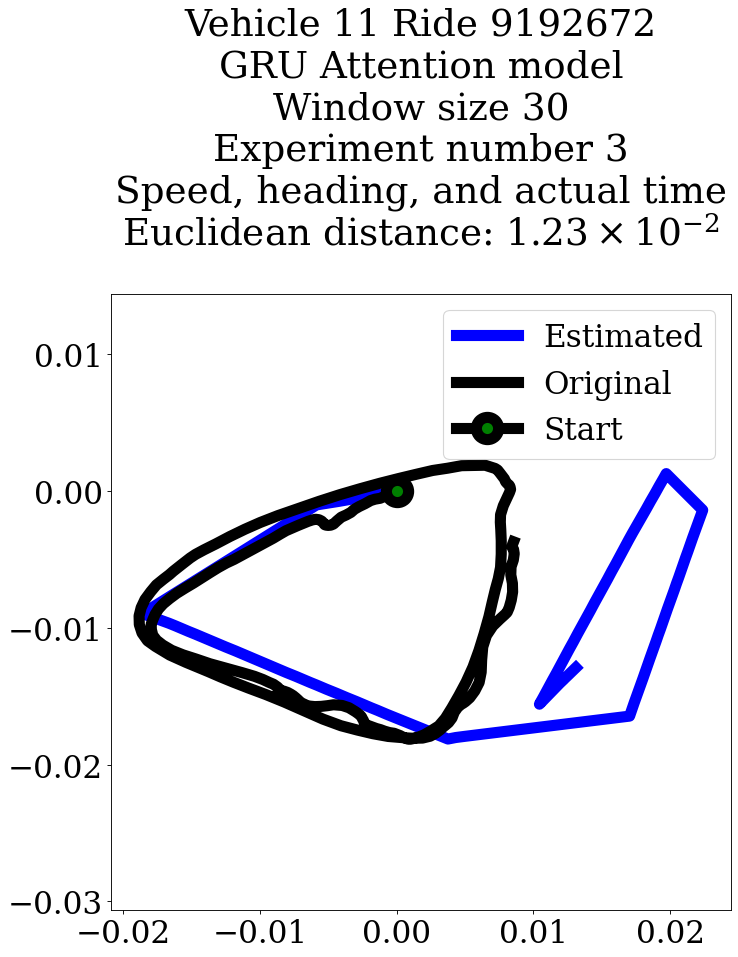 Vehicle 11 Ride 9192672
GRU Attention model
Window size 30
Experiment number 3
Speed, heading, and actual time
Euclidean distance: 1.23 × 10⁻²
Estimated
Original
Start
0.01
0.00
−0.01
−0.02
−0.03
−0.02 −0.01 0.00 0.01 0.02